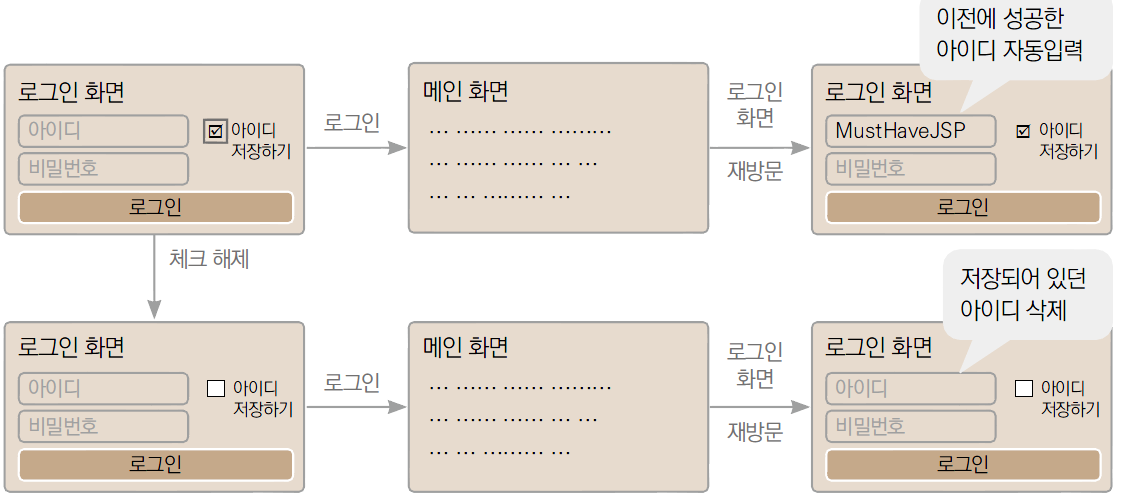 이전에 성공한
아이디 자동입력
로그인 화면
아이디
아이디
저장하기
비밀번호
로그인
로그인
메인 화면
... ...... ...... .........
... ...... ...... ... ...
... ... ......... ...
로그인
화면
재방문
로그인 화면
MustHaveJSP
아이디
저장하기
비밀번호
로그인
체크 해제
저장되어 있던
아이디 삭제
로그인 화면
아이디
아이디
저장하기
비밀번호
로그인
로그인
메인 화면
... ...... ...... .........
... ...... ...... ... ...
... ... ......... ...
로그인
화면
재방문
로그인 화면
아이디
아이디
저장하기
비밀번호
로그인